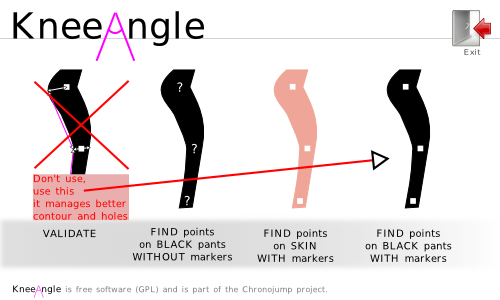 KneeAngle
Exit
?
?
?
Don't use,
use this
it manages better
contour and holes
VALIDATE
FIND points
on BLACK pants
WITHOUT markers
FIND points
on SKIN
WITH markers
FIND points
on BLACK pants
WITH markers
KneeAngle is free software (GPL) and is part of the Chronojump project.